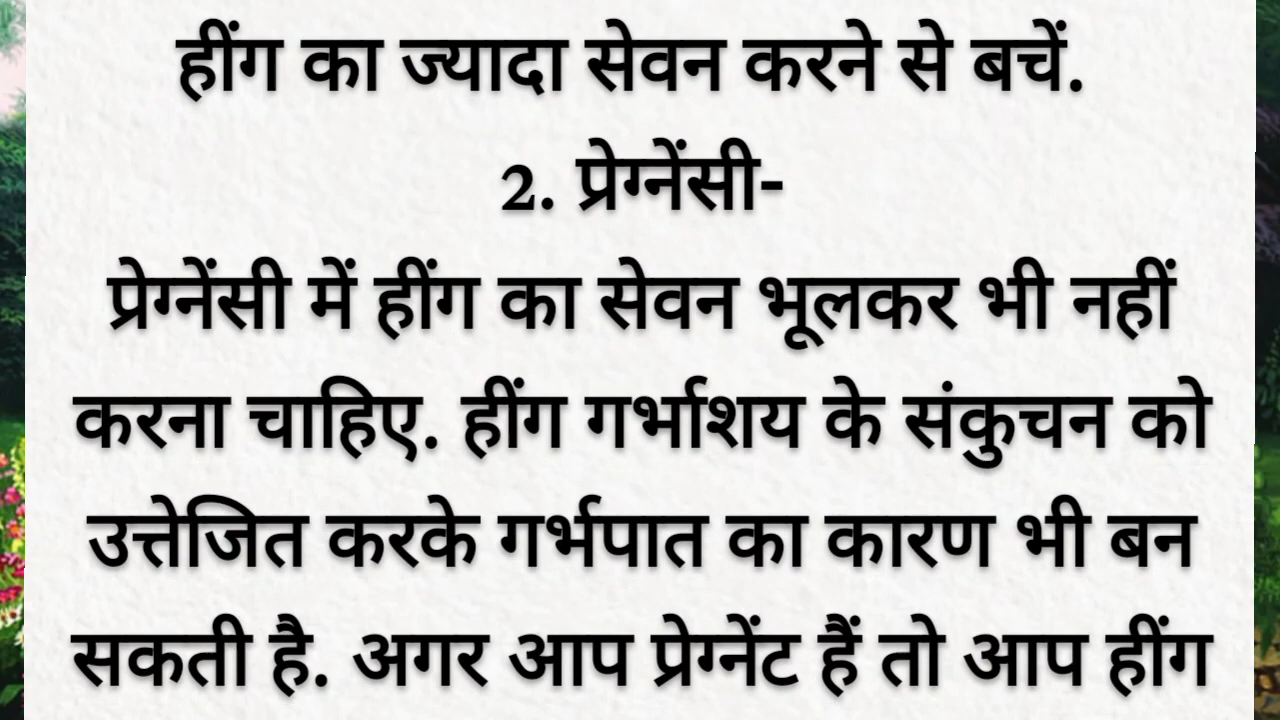 हींग का ज्यादा सेवन करने से बचें.
2. प्रेग्नेंसी-
प्रेग्नेंसी में हींग का सेवन भूलकर भी नहीं
करना चाहिए. हींग गर्भाशय के संकुचन को
उत्तेजित करके गर्भपात का कारण भी बन
सकती है. अगर आप प्रेग्नेंट हैं तो आप हींग